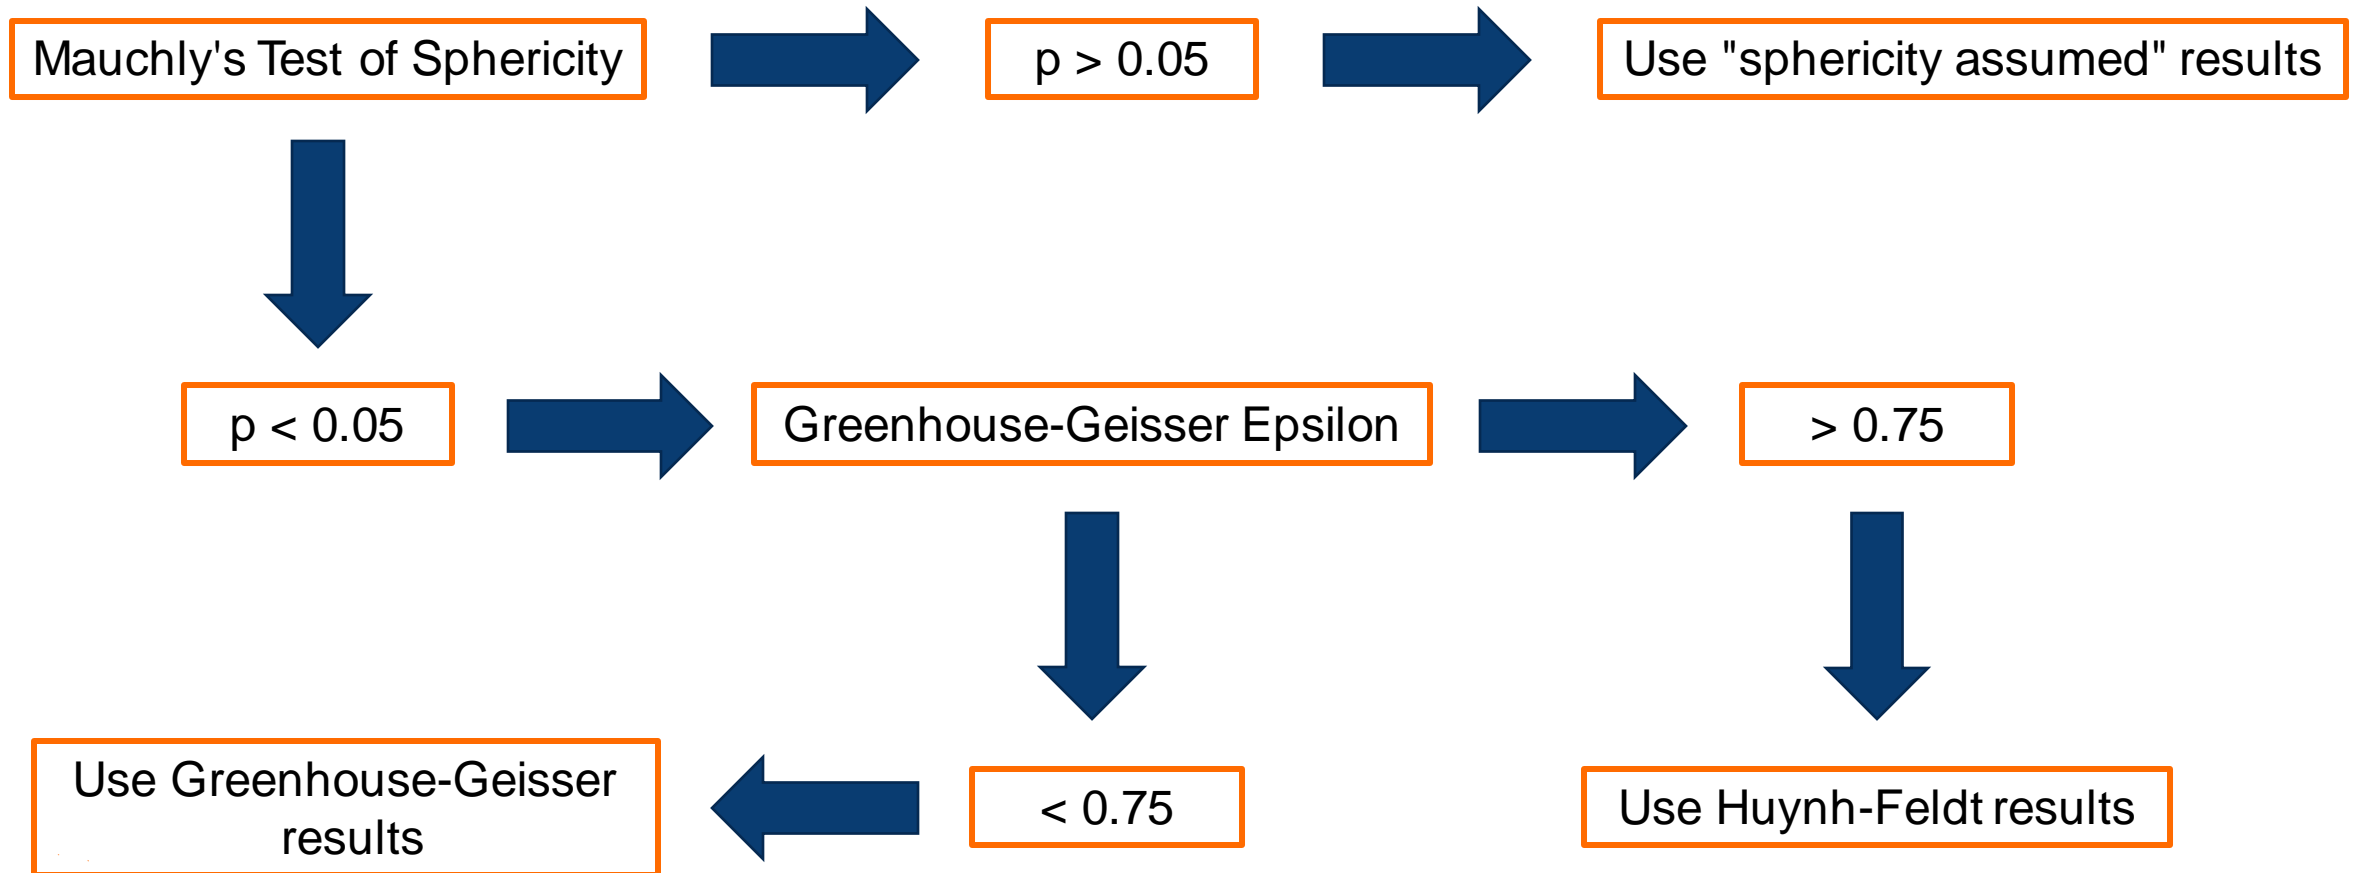 Mauchly's Test of Sphericity
p > 0.05
Use "sphericity assumed" results
p < 0.05
Greenhouse-Geisser Epsilon
> 0.75
Use Greenhouse-Geisser
results
< 0.75
Use Huynh-Feldt results